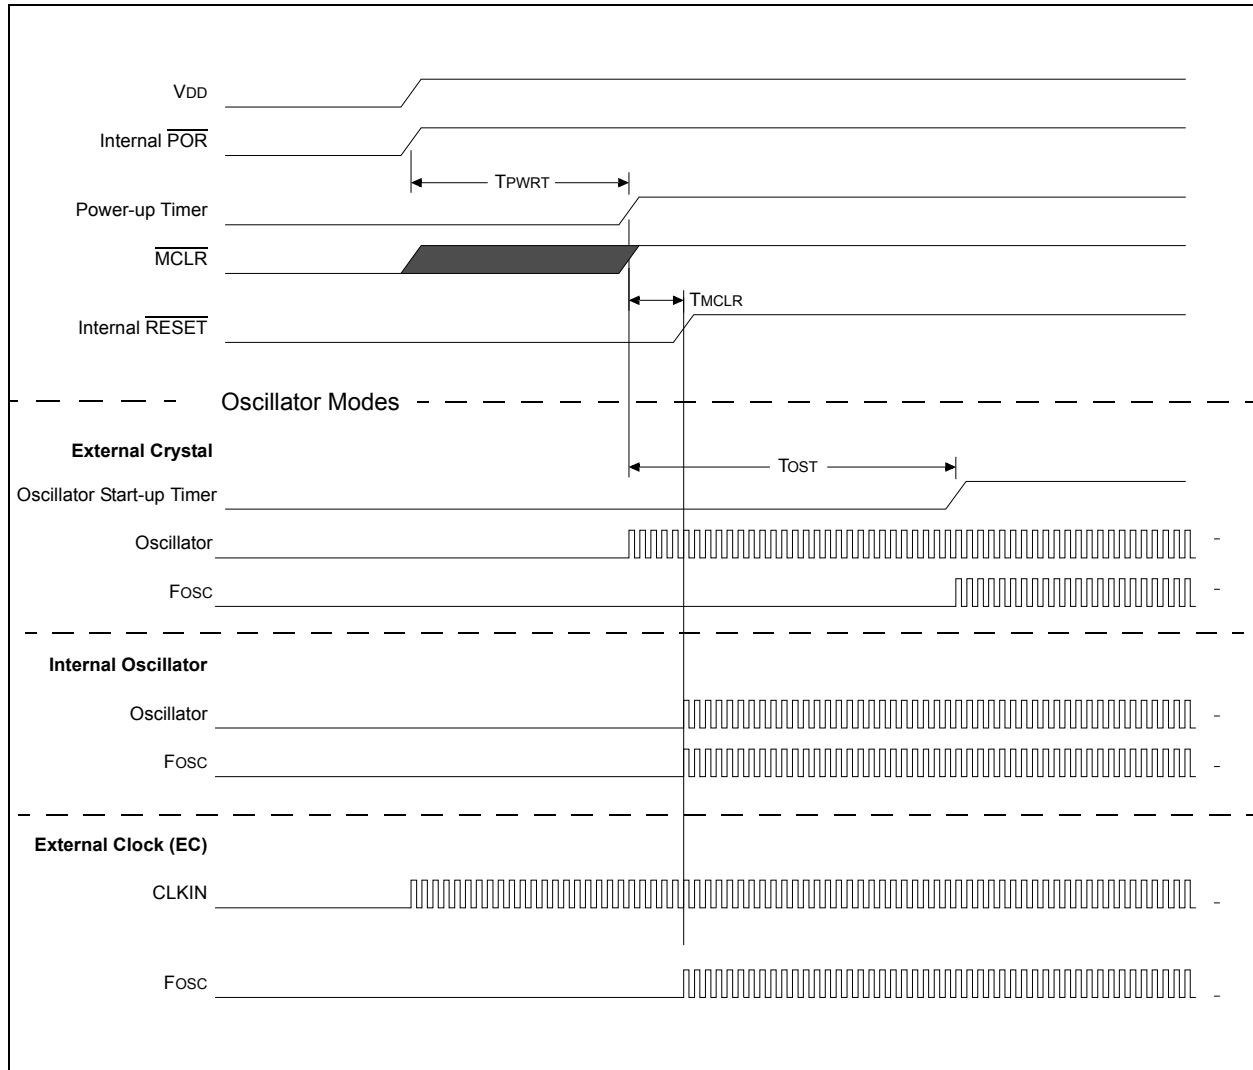 VDD
Internal POR
TPWRT
Power-up Timer
MCLR
TMCLR
Internal RESET
Oscillator Modes
External Crystal
TOST
Oscillator Start-up Timer
Oscillator
FOSC
Internal Oscillator
Oscillator
FOSC
External Clock (EC)
CLKIN
FOSC